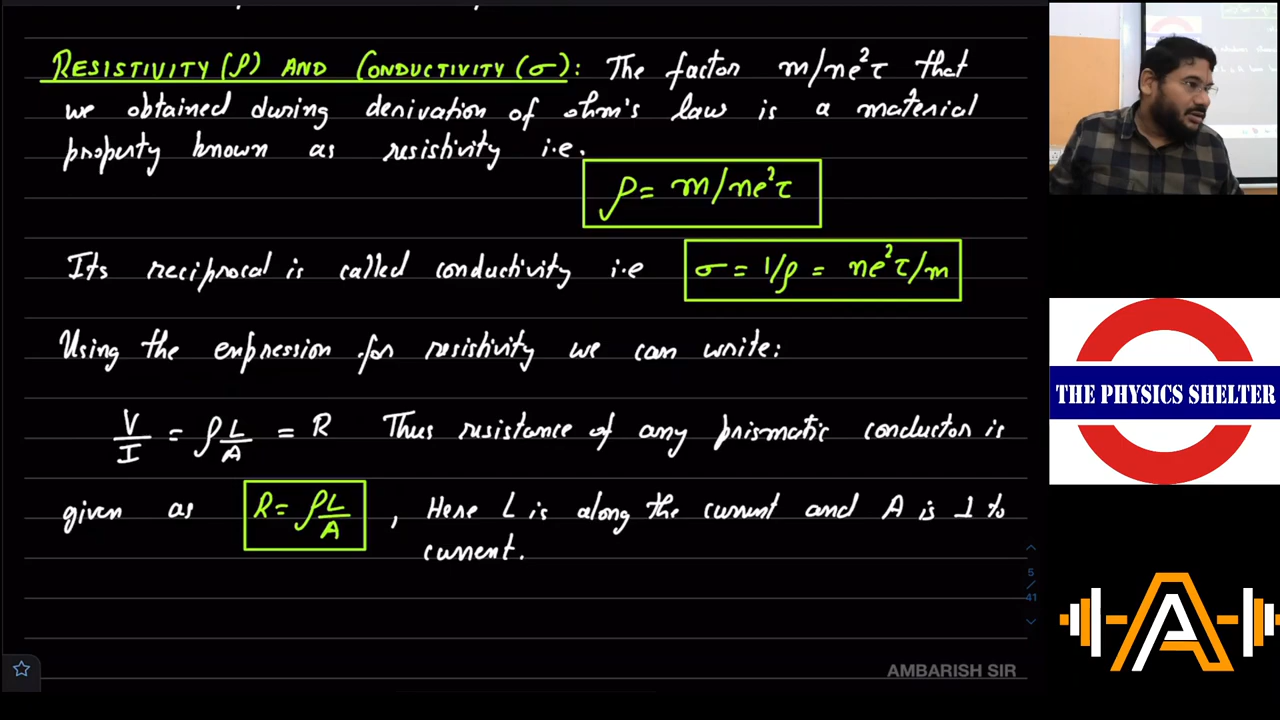 RESISTIVITY (ρ) AND CONDUCTIVITY (σ): The factor m/ne²τ that
we obtained during derivation of ohm's law is a material
property known as resistivity i.e.
ρ = m/ne²τ
Its reciprocal is called conductivity i.e
σ = 1/ρ = ne²τ/m
Using the expression for resistivity we can write:
V/I = ρ L/A = R Thus resistance of any prismatic conductor is
given as R = ρ L/A , Here L is along the current and A is ⊥ to
current.
5
/
41
AMBARISH SIR
THE PHYSICS SHELTER
A